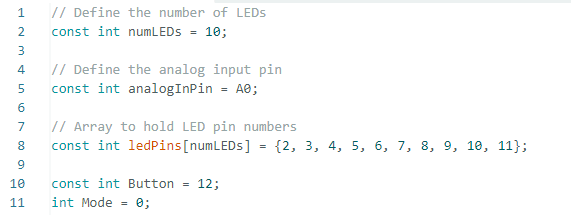 1 // Define the number of LEDs
2 const int numLEDs = 10;
3
4 // Define the analog input pin
5 const int analogInPin = A0;
6
7 // Array to hold LED pin numbers
8 const int ledPins[numLEDs] = {2, 3, 4, 5, 6, 7, 8, 9, 10, 11};
9
10 const int Button = 12;
11 int Mode = 0;